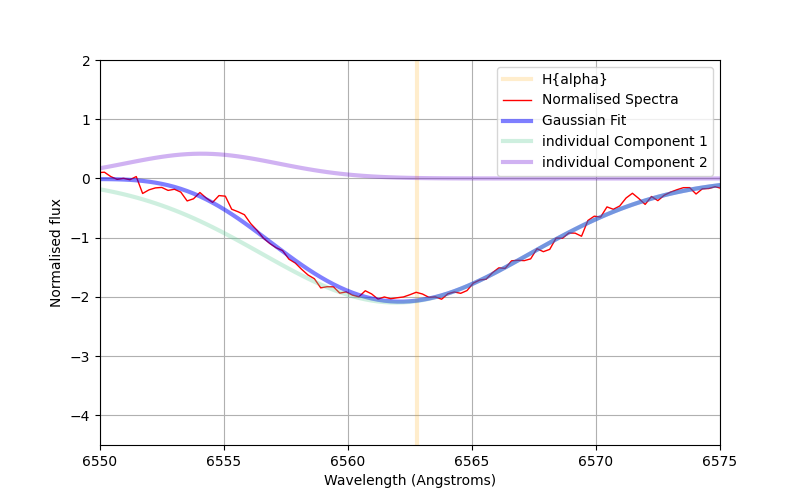 H{alpha}
Normalised Spectra
Gaussian Fit
individual Component 1
individual Component 2
2
1
0
−1
−2
−3
−4
Normalised flux
6550 6555 6560 6565 6570 6575
Wavelength (Angstroms)